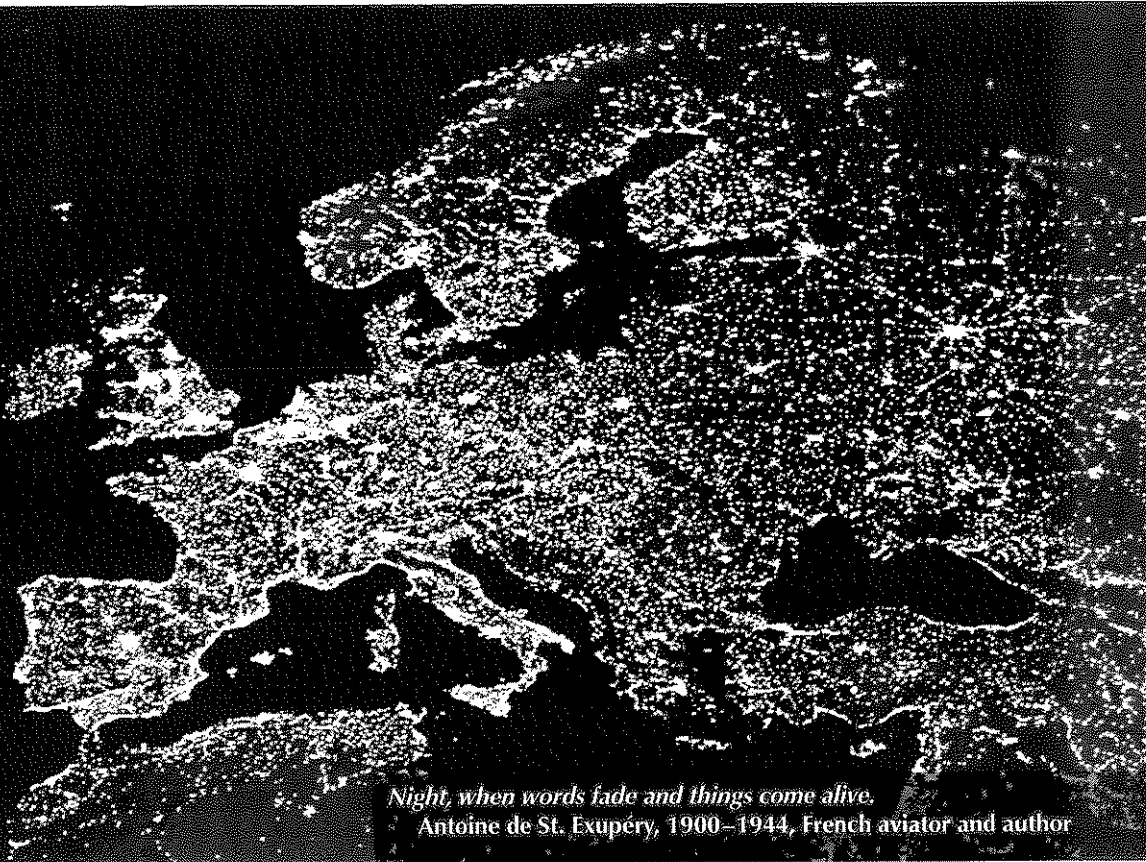 Night, when words fade and things come alive.
Antoine de St. Exupéry, 1900–1944, French aviator and author